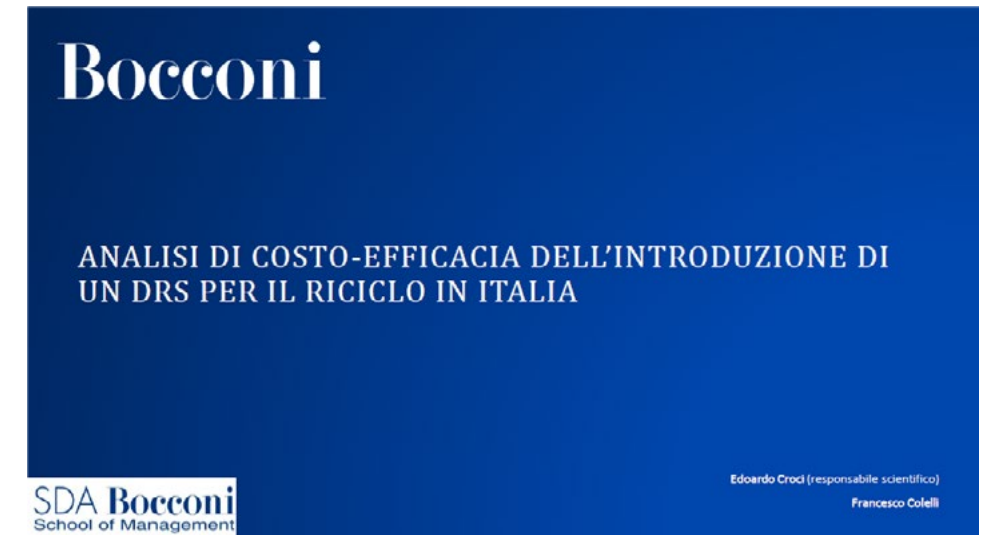 Bocconi
ANALISI DI COSTO-EFFICACIA DELL’INTRODUZIONE DI
UN DRS PER IL RICICLO IN ITALIA
Edoardo Croci (responsabile scientifico)
Francesco Colelli
SDA Bocconi
School of Management